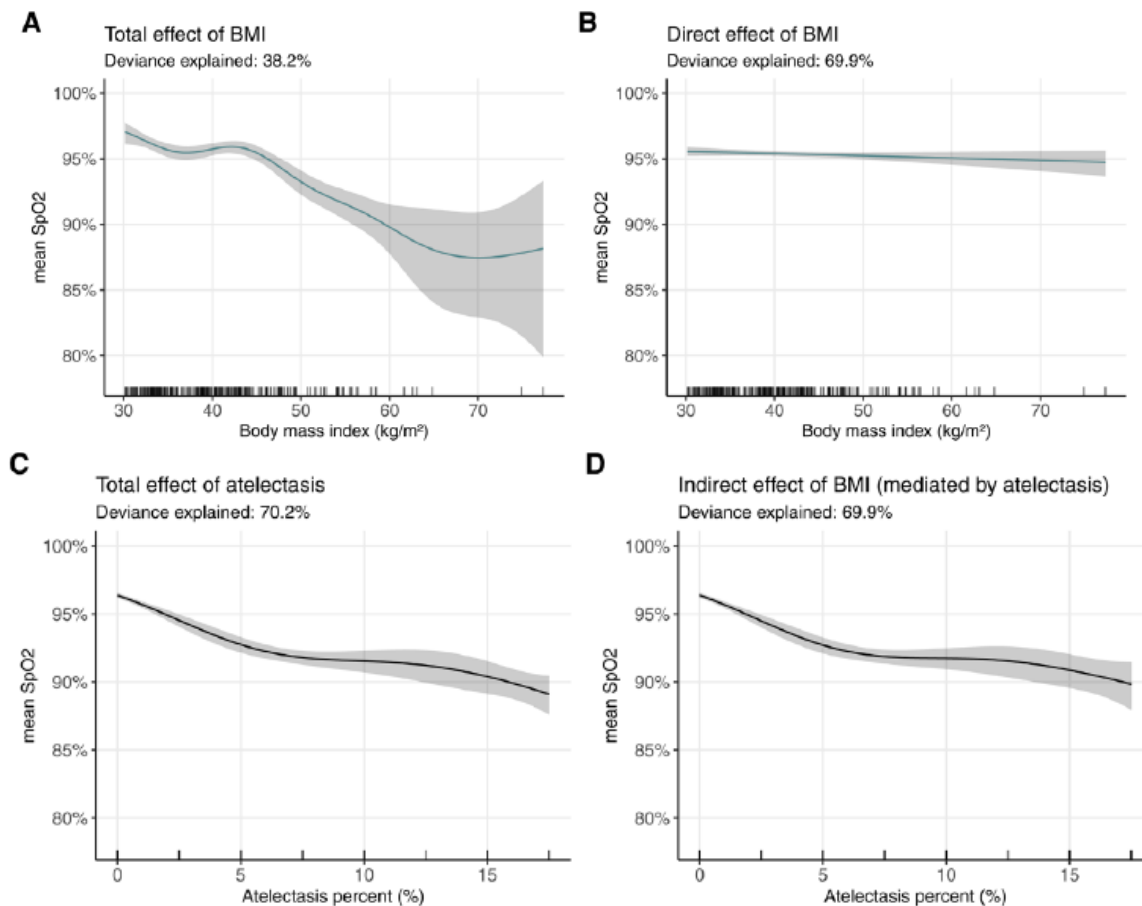 A
Total effect of BMI
Deviance explained: 38.2%
100%
95%
90%
85%
80%
mean SpO2
30 40 50 60 70
Body mass index (kg/m²)
B
Direct effect of BMI
Deviance explained: 69.9%
100%
95%
90%
85%
80%
mean SpO2
30 40 50 60 70
Body mass index (kg/m²)
C
Total effect of atelectasis
Deviance explained: 70.2%
100%
95%
90%
85%
80%
mean SpO2
0 5 10 15
Atelectasis percent (%)
D
Indirect effect of BMI (mediated by atelectasis)
Deviance explained: 69.9%
100%
95%
90%
85%
80%
mean SpO2
0 5 10 15
Atelectasis percent (%)